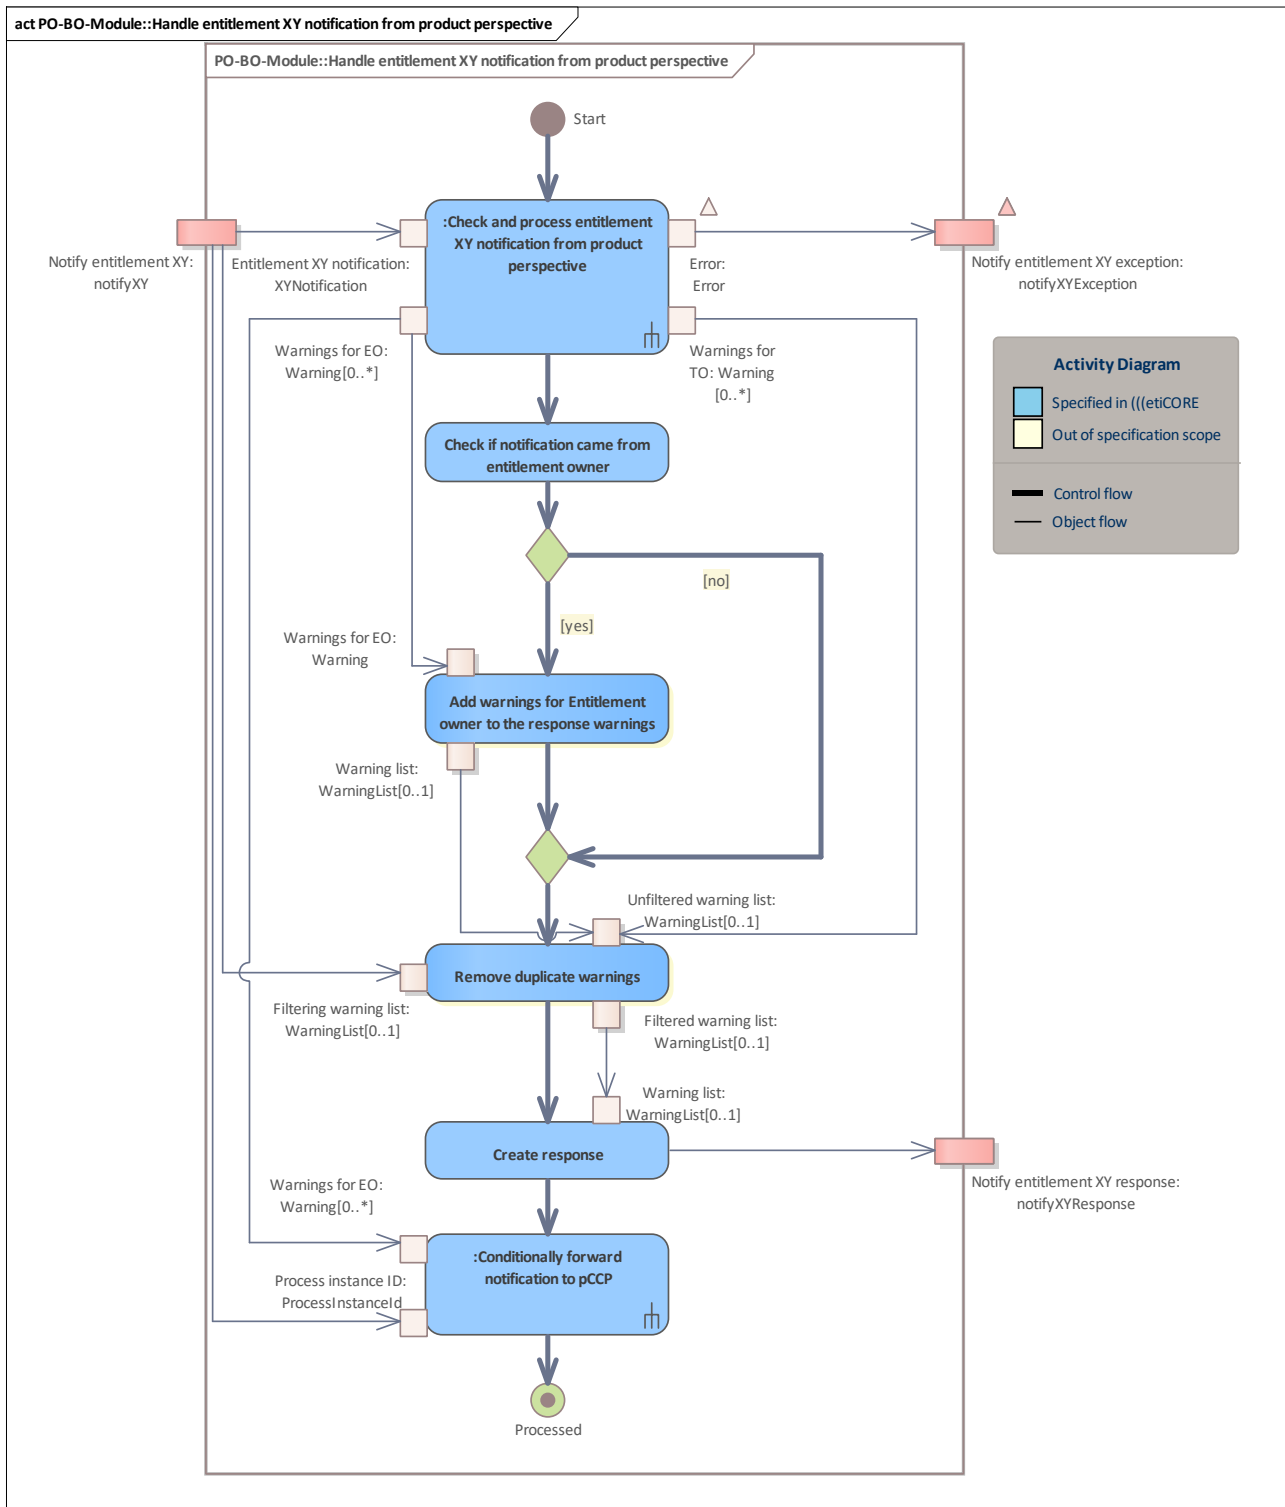 act PO-BO-Module::Handle entitlement XY notification from product perspective
PO-BO-Module::Handle entitlement XY notification from product perspective
Start
:Check and process entitlement
XY notification from product
perspective
Notify entitlement XY:
notifyXY
Entitlement XY notification:
XYNotification
Error:
Error
Notify entitlement XY exception:
notifyXYException
Warnings for EO:
Warning[0..*]
Warnings for
TO: Warning
[0..*]
Activity Diagram
Specified in (((etiCORE
Out of specification scope
Control flow
Object flow
Check if notification came from
entitlement owner
[no]
[yes]
Warnings for EO:
Warning
Add warnings for Entitlement
owner to the response warnings
Warning list:
WarningList[0..1]
Unfiltered warning list:
WarningList[0..1]
Remove duplicate warnings
Filtering warning list:
WarningList[0..1]
Filtered warning list:
WarningList[0..1]
Warning list:
WarningList[0..1]
Create response
Notify entitlement XY response:
notifyXYResponse
Warnings for EO:
Warning[0..*]
:Conditionally forward
notification to pCCP
Process instance ID:
ProcessInstanceId
Processed